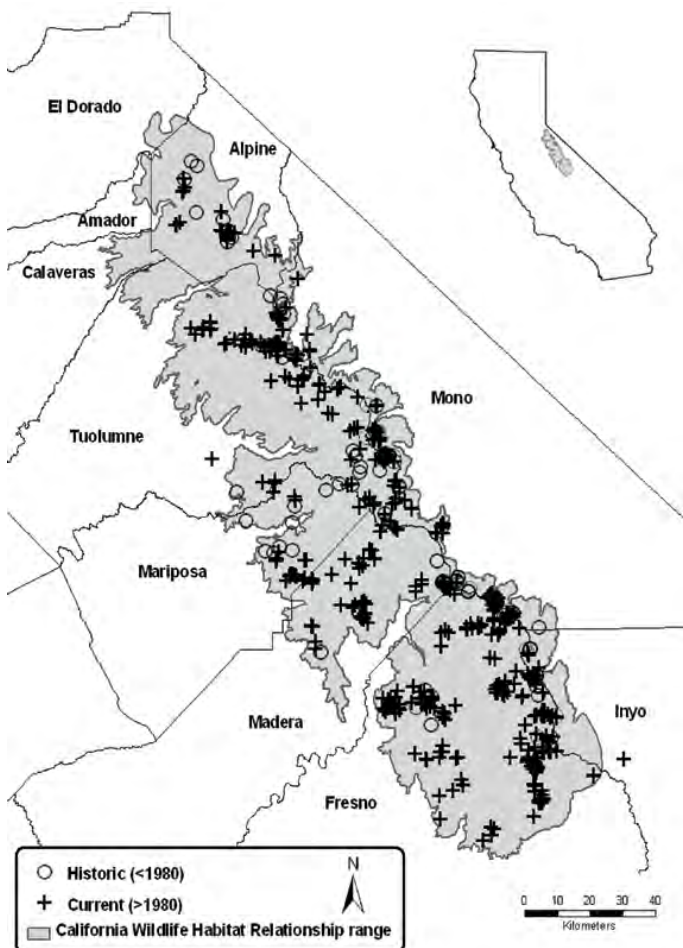 El Dorado
Alpine
Amador
Calaveras
Mono
Tuolumne
Mariposa
Madera
Inyo
Fresno
N
Historic (<1980)
Current (>1980)
California Wildlife Habitat Relationship range
0 10 20 30 40
Kilometers